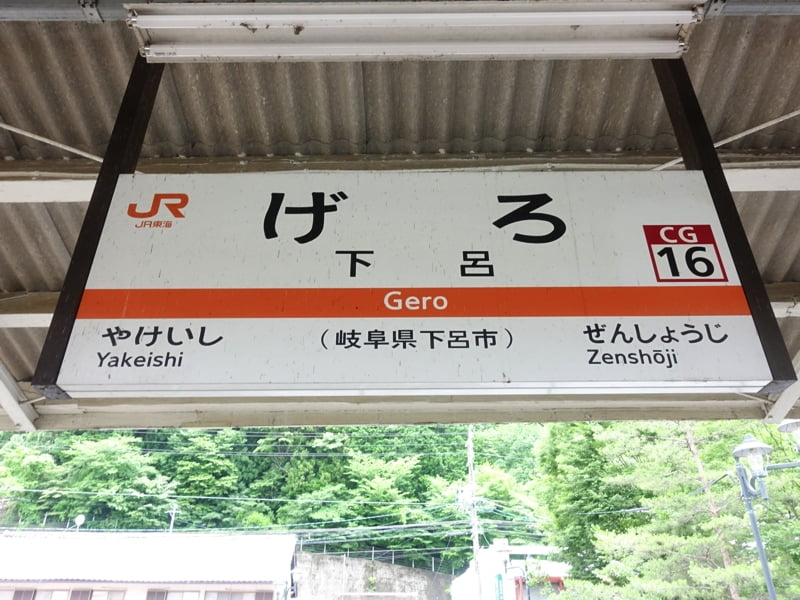 JR
JR東海
げろ
下呂
CG
16
Gero
やけいし
Yakeishi
(岐阜県下呂市)
ぜんしょうじ
Zenshōji